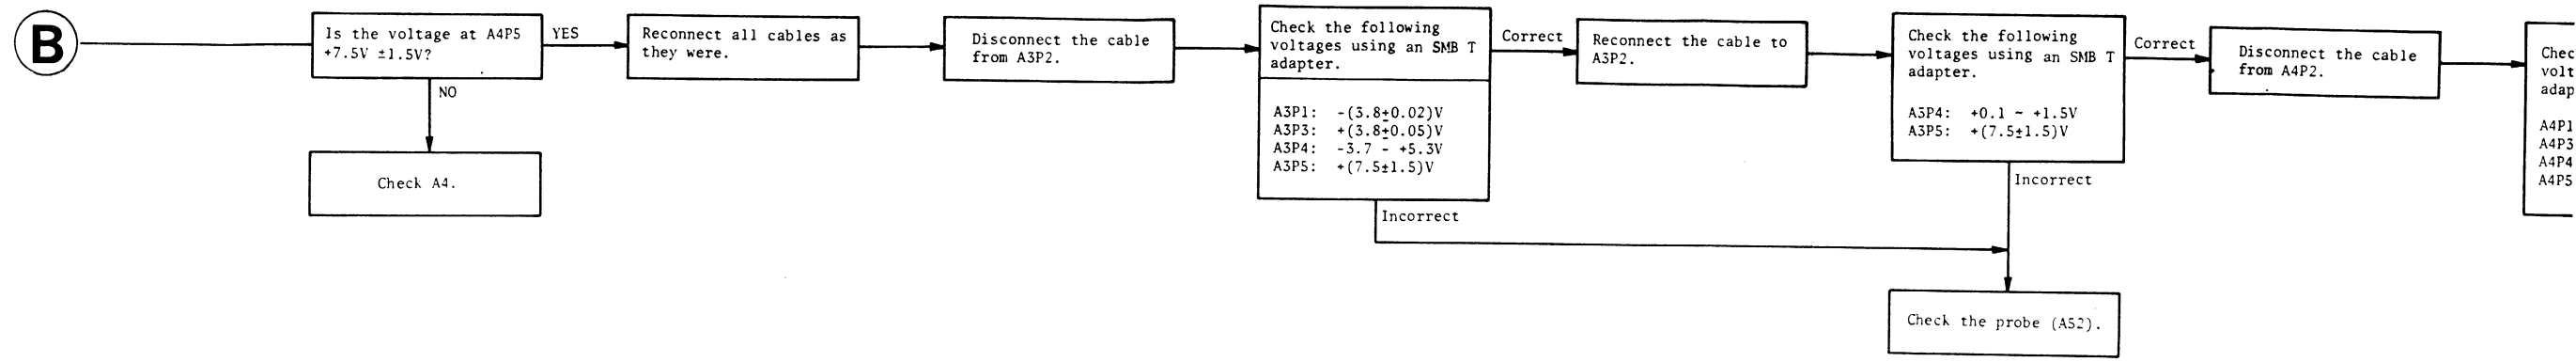 B
Is the voltage at A4P5
+7.5V ±1.5V?
YES
NO
Check A4.
Reconnect all cables as
they were.
Disconnect the cable
from A3P2.
Check the following
voltages using an SMB T
adapter.
A3P1: -(3.8±0.02)V
A3P3: +(3.8±0.05)V
A3P4: -3.7 - +5.3V
A3P5: +(7.5±1.5)V
Correct
Incorrect
Reconnect the cable to
A3P2.
Check the following
voltages using an SMB T
adapter.
A3P4: +0.1 ~ +1.5V
A3P5: +(7.5±1.5)V
Correct
Incorrect
Check the probe (A52).
Disconnect the cable
from A4P2.
Chec
volt
adap
A4P1
A4P3
A4P4
A4P5